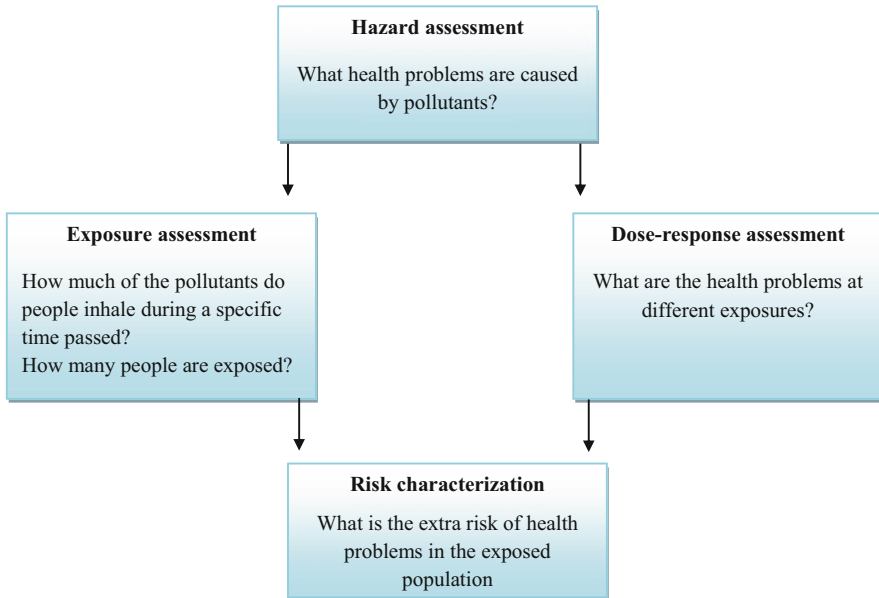 Hazard assessment
What health problems are caused
by pollutants?
Exposure assessment
How much of the pollutants do
people inhale during a specific
time passed?
How many people are exposed?
Dose-response assessment
What are the health problems at
different exposures?
Risk characterization
What is the extra risk of health
problems in the exposed
population